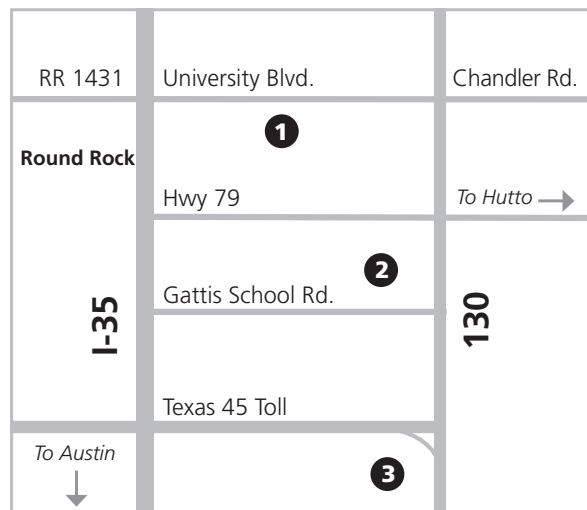 RR 1431
University Blvd.
Chandler Rd.
1
Round Rock
Hwy 79
To Hutto
2
Gattis School Rd.
I-35
130
Texas 45 Toll
To Austin
3